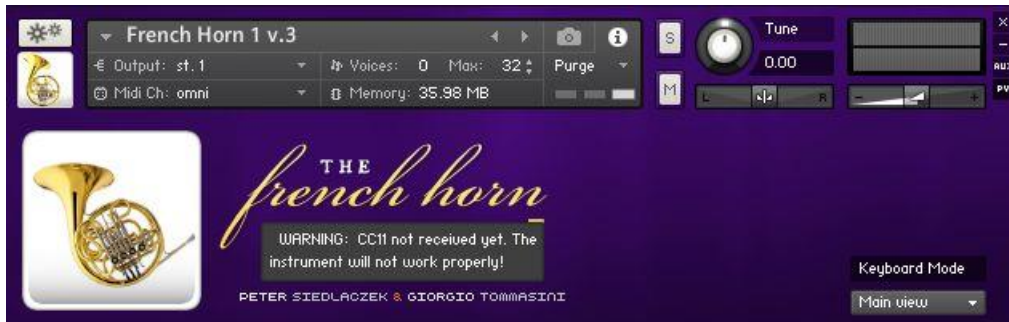 French Horn 1 v.3
S
Tune
×
Output: st.1
Voices: 0 Max: 32
Purge
0.00
–
AUX
Midi Ch: omni
Memory: 35.98 MB
M
L
R
–
+
PV
THE
french horn
WARNING: CC11 not received yet. The
instrument will not work properly!
PETER SIEDLACZEK & GIORGIO TOMMASINI
Keyboard Mode
Main view